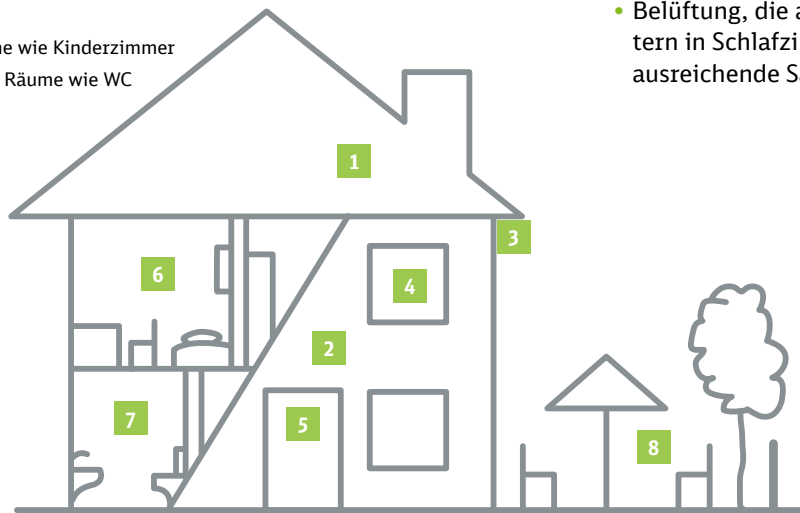 e wie Kinderzimmer
Räume wie WC
• Belüftung, die a
tern in Schlafzi
ausreichende Sa
1
3
6
4
2
7
5
8